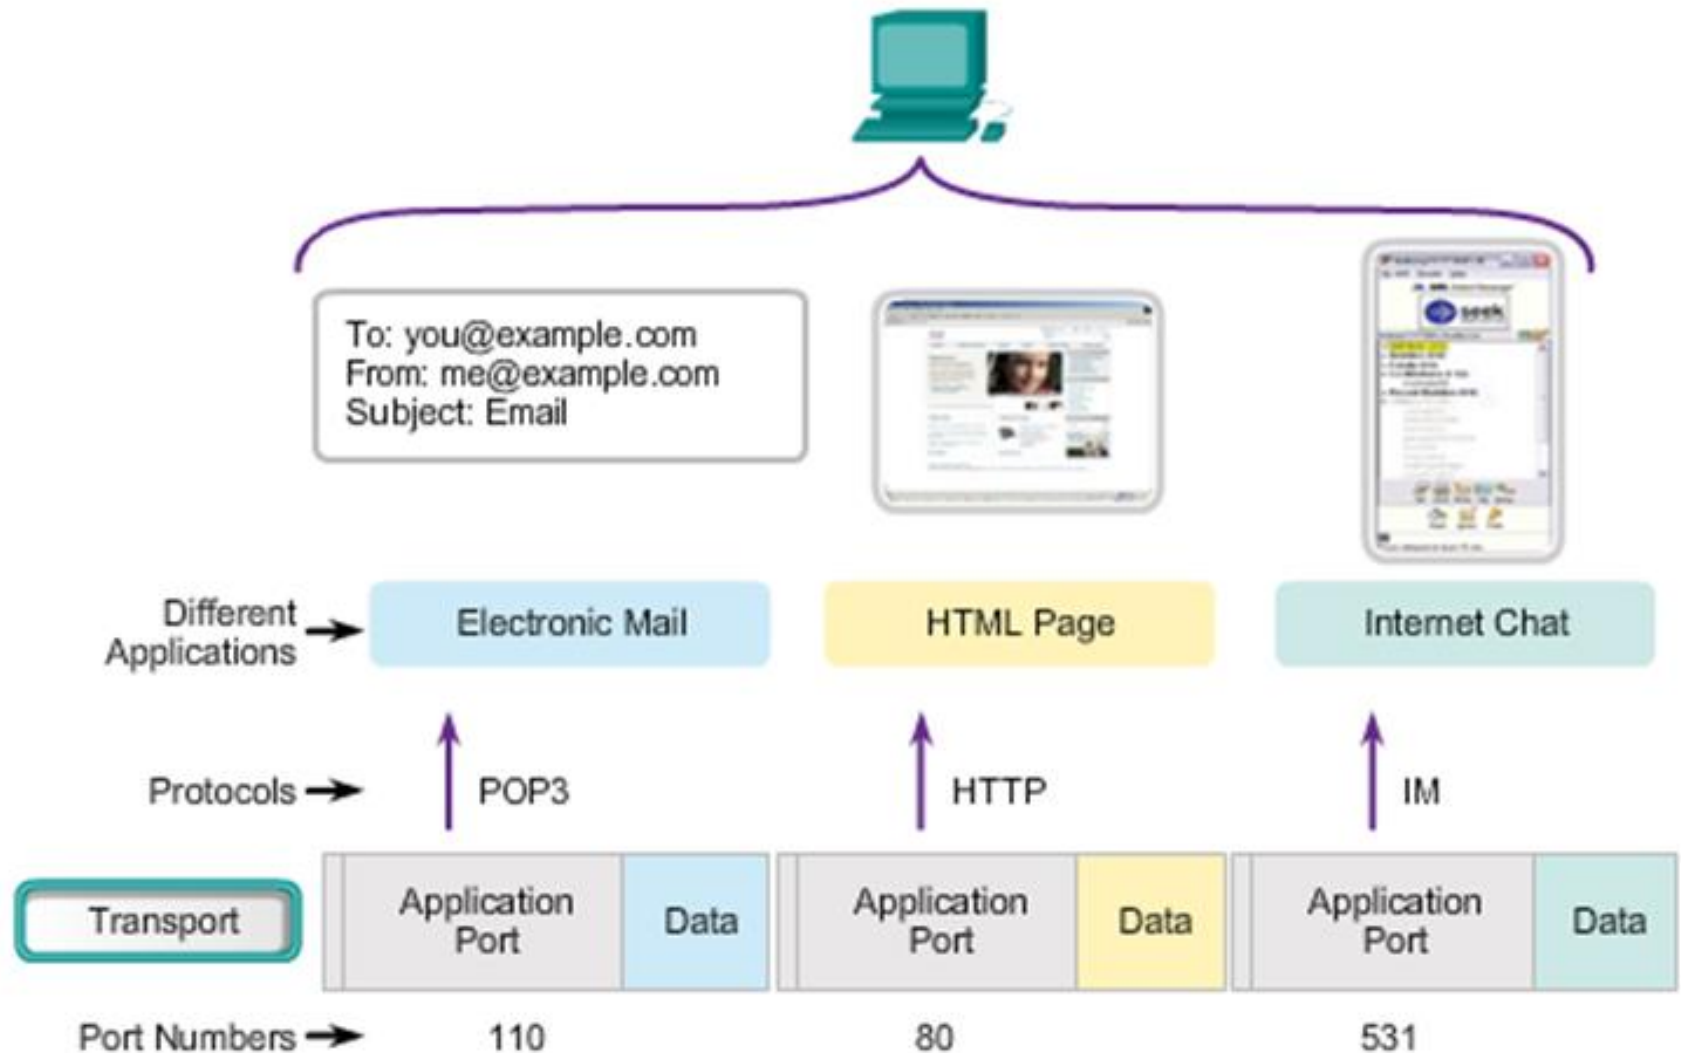 To: you@example.com
From: me@example.com
Subject: Email
seek
Different
Applications
Electronic Mail
HTML Page
Internet Chat
Protocols
POP3
HTTP
IM
Transport
Application
Port
Data
Application
Port
Data
Application
Port
Data
Port Numbers
110
80
531